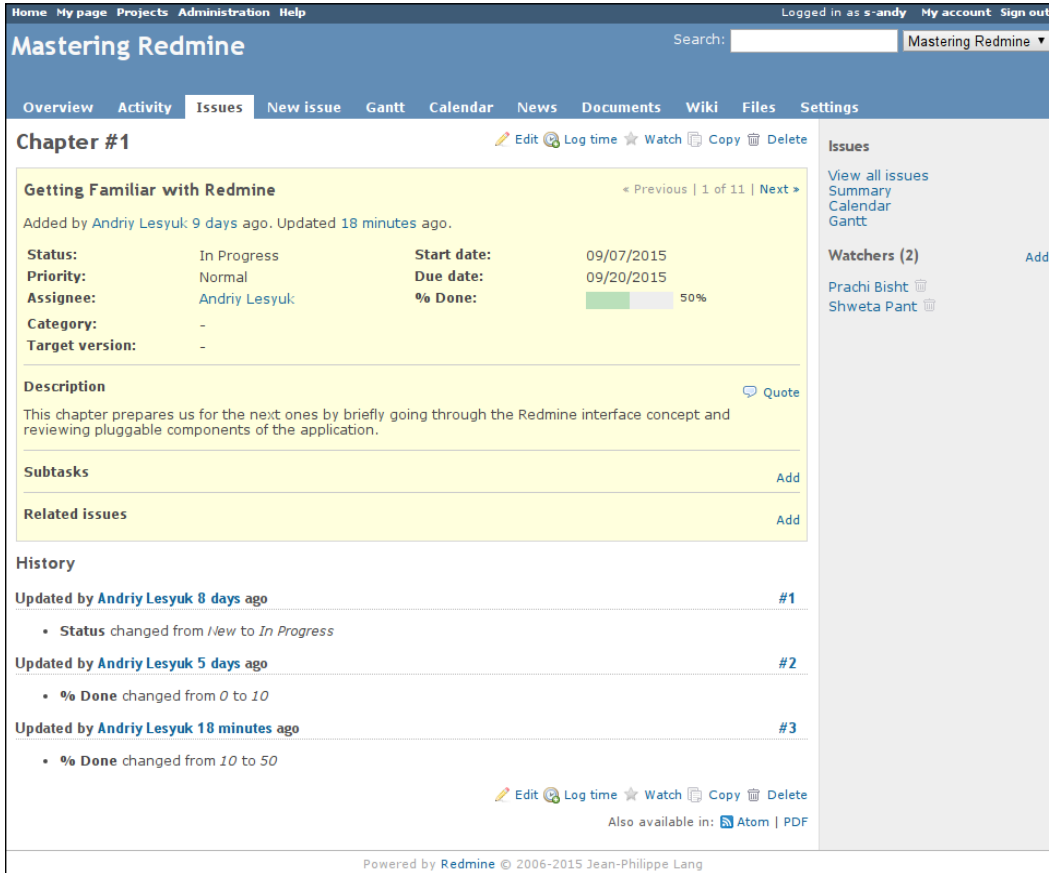 Home My page Projects Administration Help Logged in as s-andy My account Sign out
Mastering Redmine Search: Mastering Redmine
Overview Activity Issues New issue Gantt Calendar News Documents Wiki Files Settings
Chapter #1 Edit Log time Watch Copy Delete
Getting Familiar with Redmine « Previous | 1 of 11 | Next »
Added by Andriy Lesyuk 9 days ago. Updated 18 minutes ago.
Status: In Progress Start date: 09/07/2015
Priority: Normal Due date: 09/20/2015
Assignee: Andriy Lesyuk % Done: 50%
Category: -
Target version: -
Description Quote
This chapter prepares us for the next ones by briefly going through the Redmine interface concept and
reviewing pluggable components of the application.
Subtasks Add
Related issues Add
History
Updated by Andriy Lesyuk 8 days ago #1
• Status changed from New to In Progress
Updated by Andriy Lesyuk 5 days ago #2
• % Done changed from 0 to 10
Updated by Andriy Lesyuk 18 minutes ago #3
• % Done changed from 10 to 50
Edit Log time Watch Copy Delete
Also available in: Atom | PDF
Issues
View all issues
Summary
Calendar
Gantt
Watchers (2) Add
Prachi Bisht
Shweta Pant
Powered by Redmine © 2006-2015 Jean-Philippe Lang